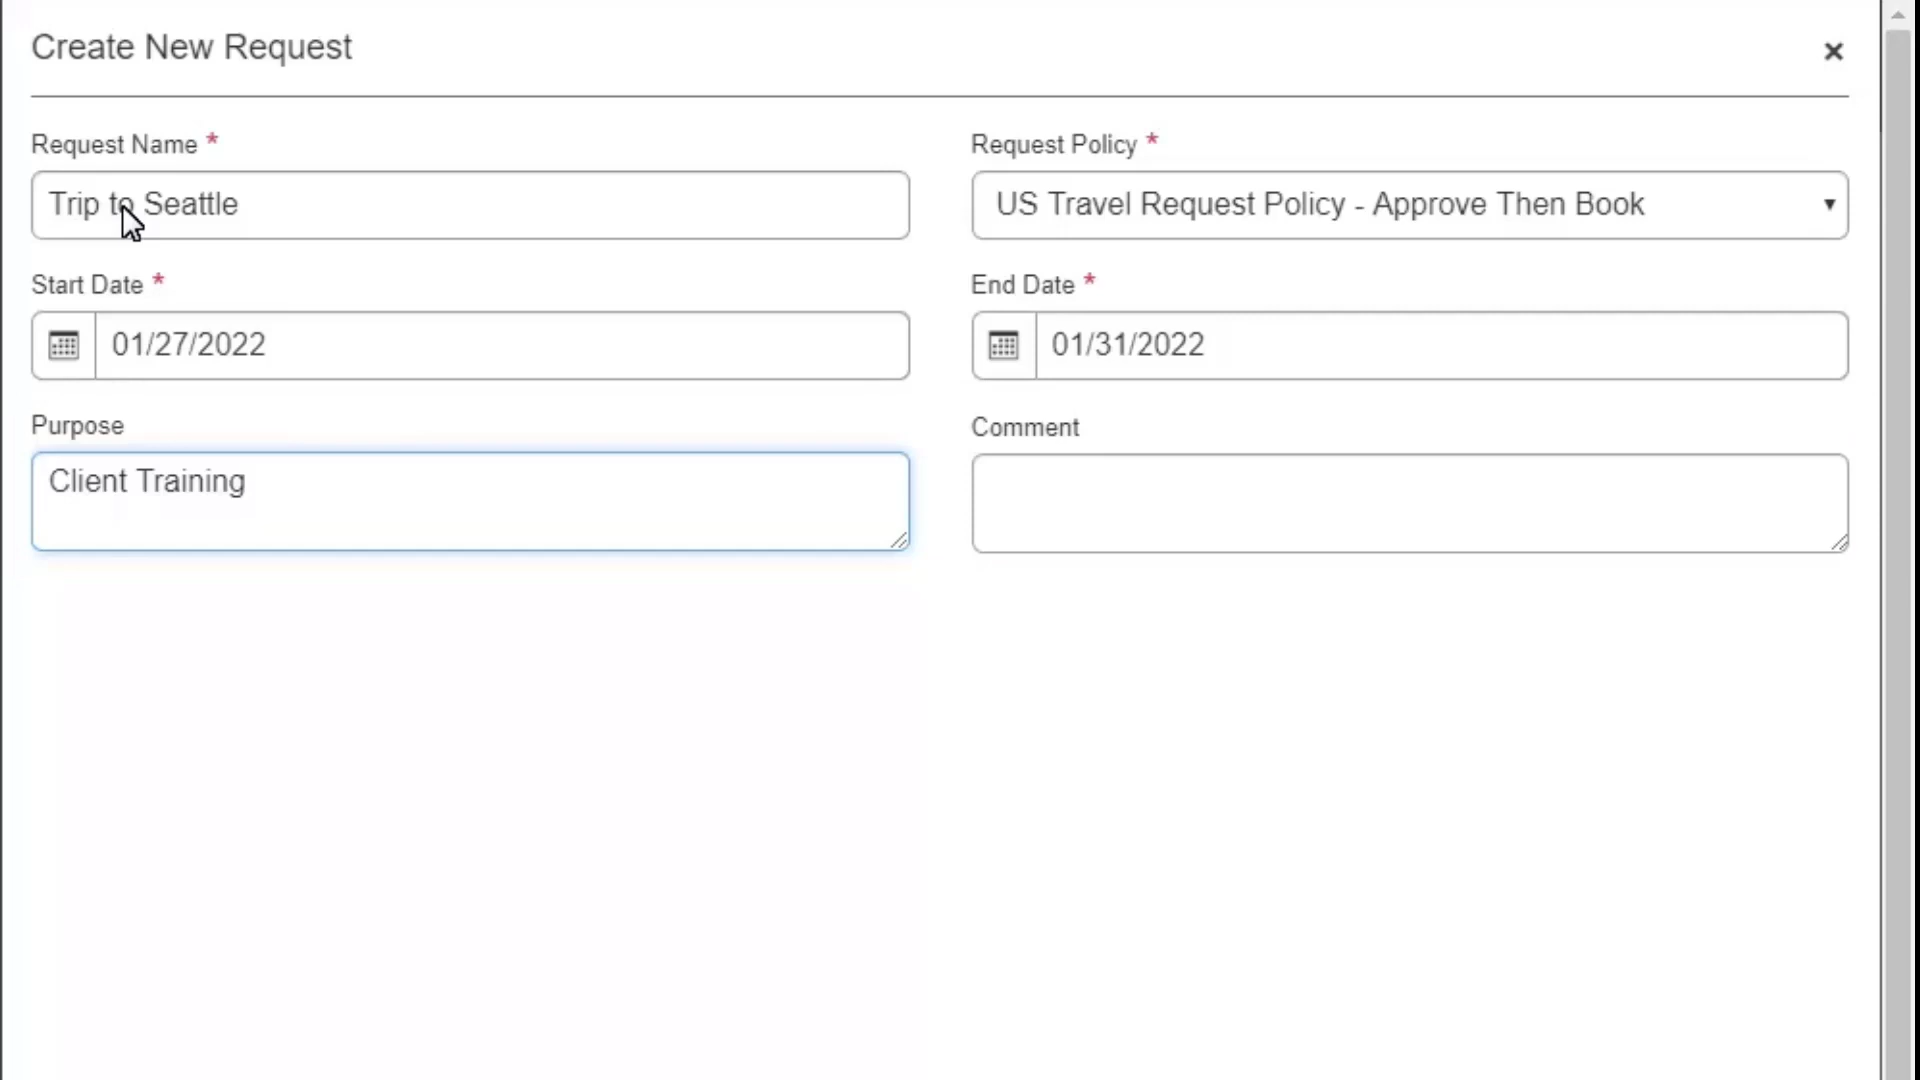 Create New Request
Request Name *
Request Policy *
Trip to Seattle
US Travel Request Policy - Approve Then Book
Start Date *
End Date *
01/27/2022
01/31/2022
Purpose
Comment
Client Training